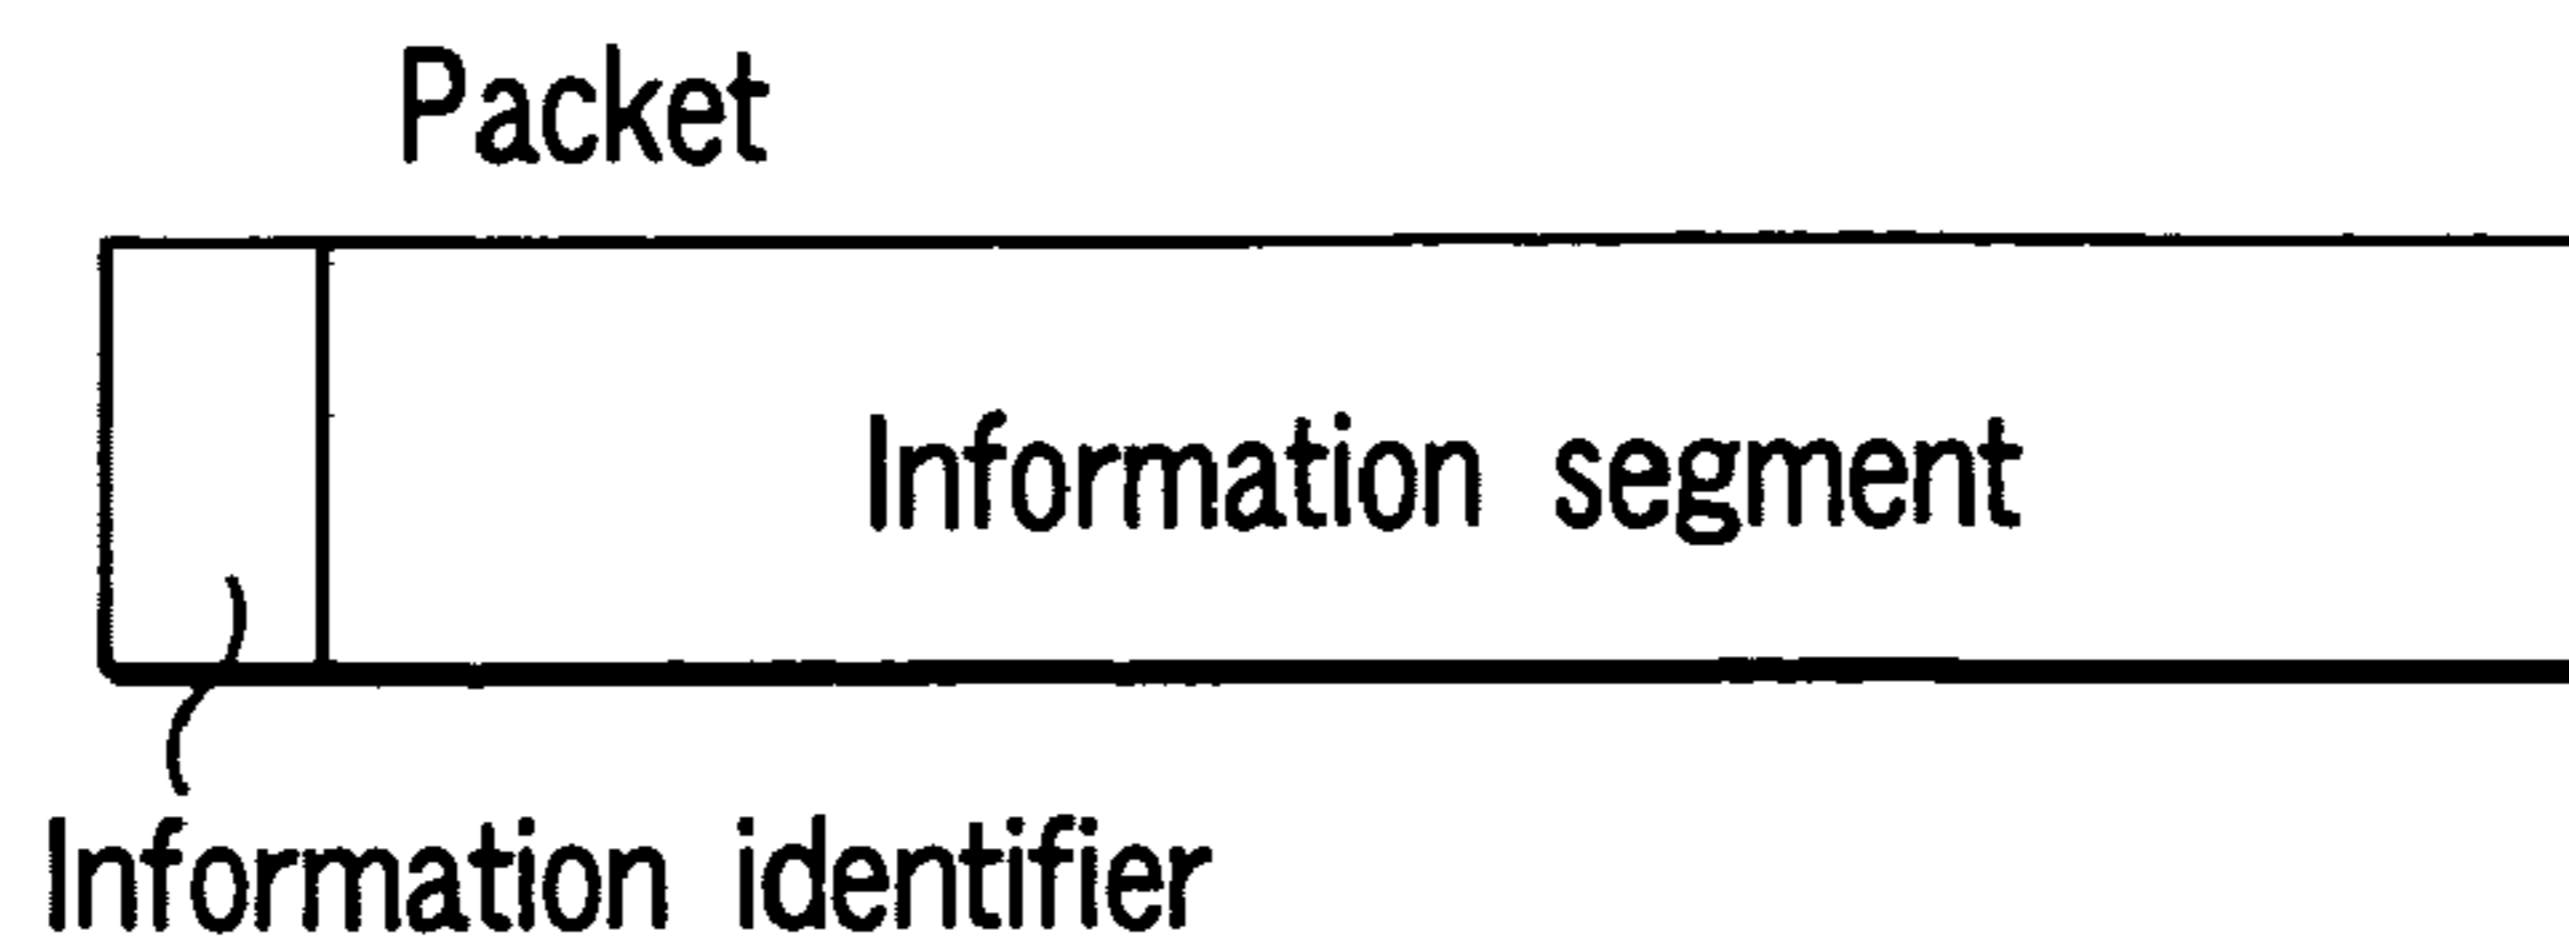 Packet
Information segment
Information identifier